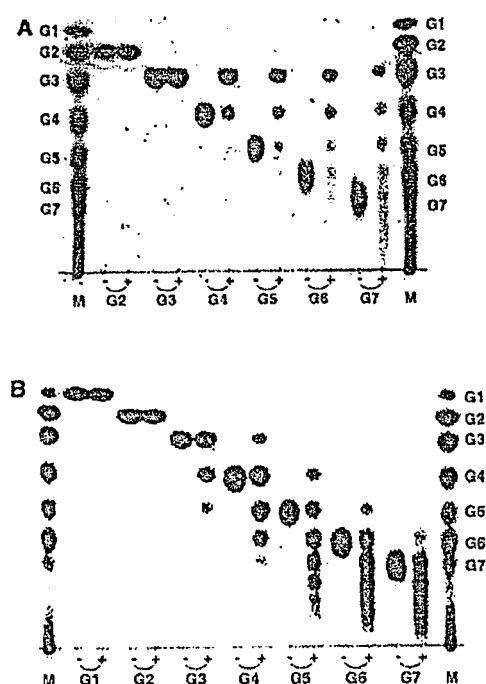 A
G1
G2
G3
G4
G5
G6
G7
G1
G2
G3
G4
G5
G6
G7
- + - + - + - + - + - +
M G2 G3 G4 G5 G6 G7 M
B
G1
G2
G3
G4
G5
G6
G7
- + - + - + - + - + - + - +
M G1 G2 G3 G4 G5 G6 G7 M